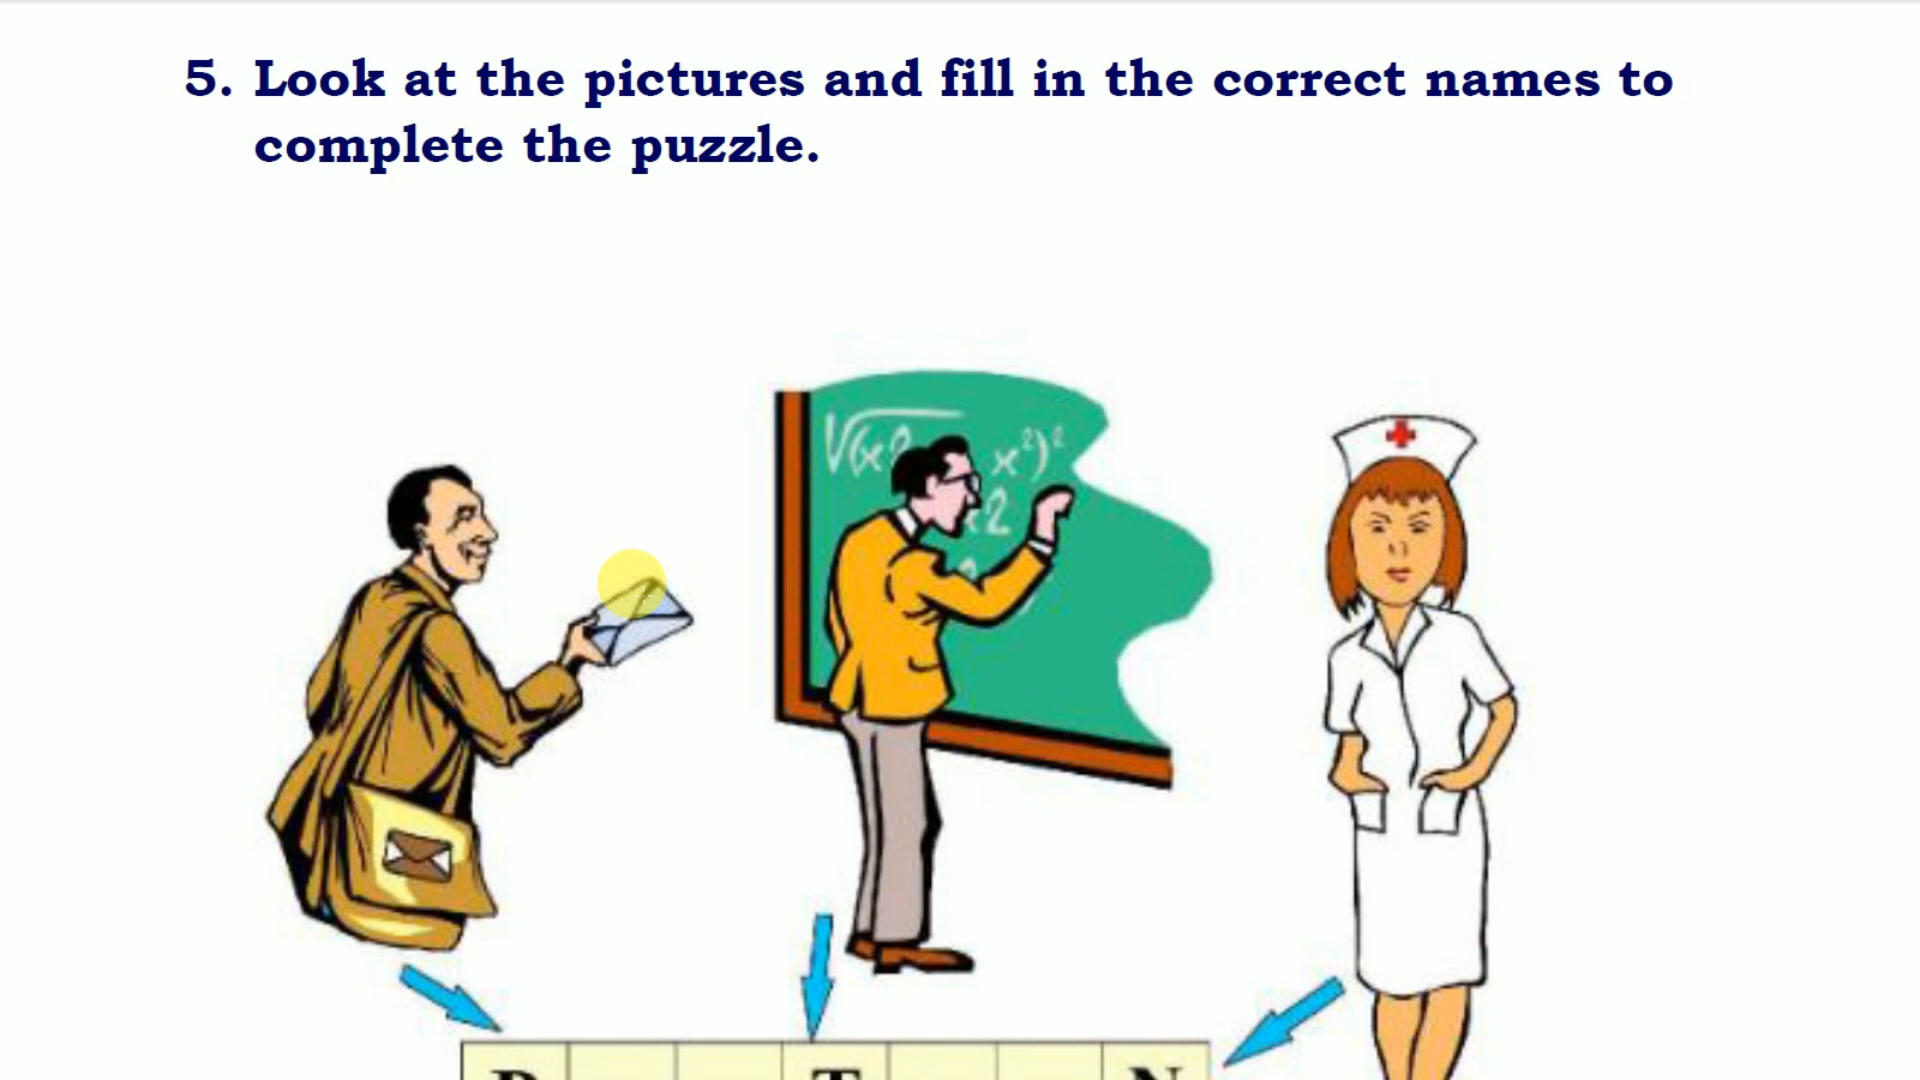 5. Look at the pictures and fill in the correct names to
complete the puzzle.
P T N